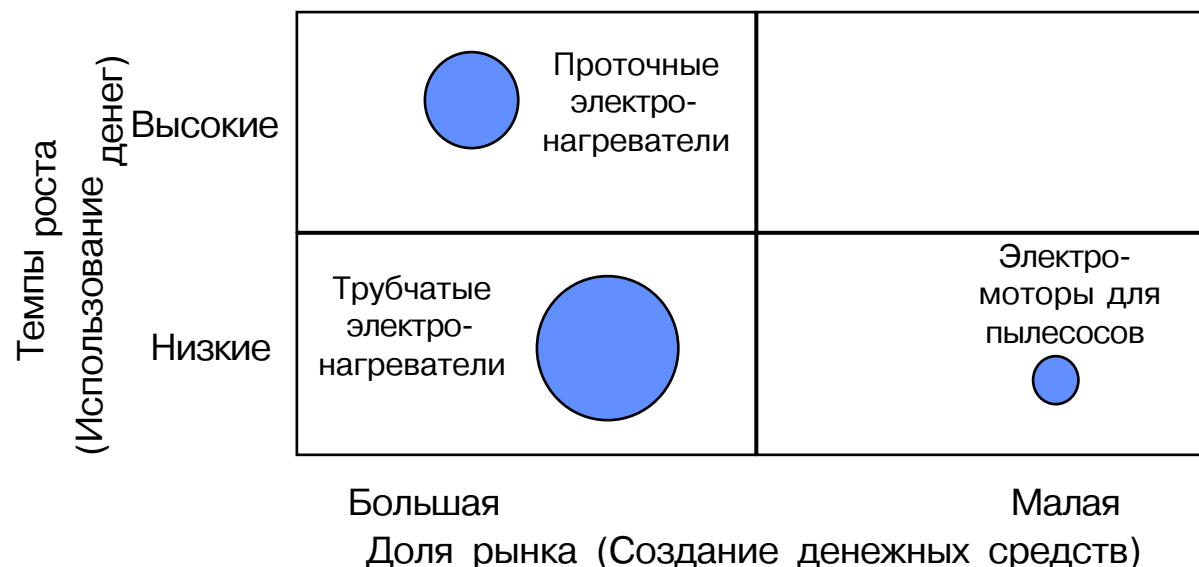 Темпы роста
(Использование денег)
Высокие
Проточные
электро-
нагреватели
Низкие
Трубчатые
электро-
нагреватели
Электро-
моторы для
пылесосов
Большая
Малая
Доля рынка (Создание денежных средств)